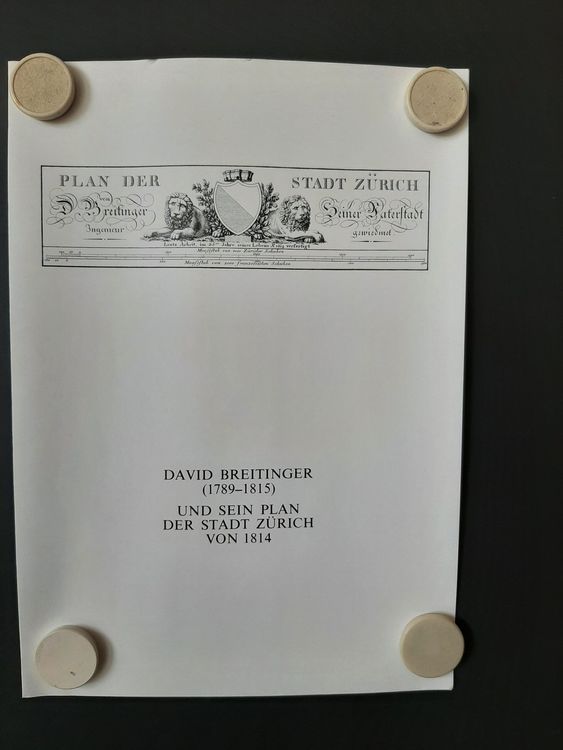 PLAN DER STADT ZÜRICH
von
D. Breitinger
Ingenieur
Seiner Vaterstadt
gewiedmet
DAVID BREITINGER
(1789–1815)
UND SEIN PLAN
DER STADT ZÜRICH
VON 1814